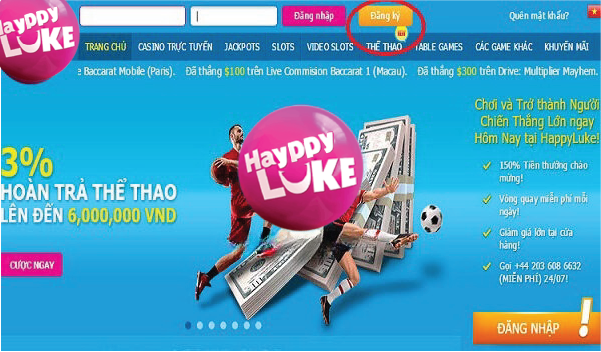 Hayppy
LUKE
Đăng nhập
Đăng ký
Quên mật khẩu?
TRANG CHỦ
CASINO TRỰC TUYẾN
JACKPOTS
SLOTS
VIDEO SLOTS
THỂ THAO
TABLE GAMES
CÁC GAME KHÁC
KHUYẾN MÃI
e Baccarat Mobile (Paris). Đã thắng $100 trên Live Commision Baccarat 1 (Macau). Đã thắng $300 trên Drive: Multiplier Mayhem.
3%
HOÀN TRẢ THỂ THAO
LÊN ĐẾN 6,000,000 VND
CƯỢC NGAY
Hayppy
LUKE
Chơi và Trở thành Người
Chiến Thắng Lớn ngay
Hôm Nay tại HappyLuke!
150% Tiền thưởng chào
mừng!
Vòng quay miễn phí mỗi
ngày!
Giảm giá lớn tại cửa
hàng!
Gọi +44 203 608 6632
(MIỄN PHÍ) 24/07!
ĐĂNG NHẬP !